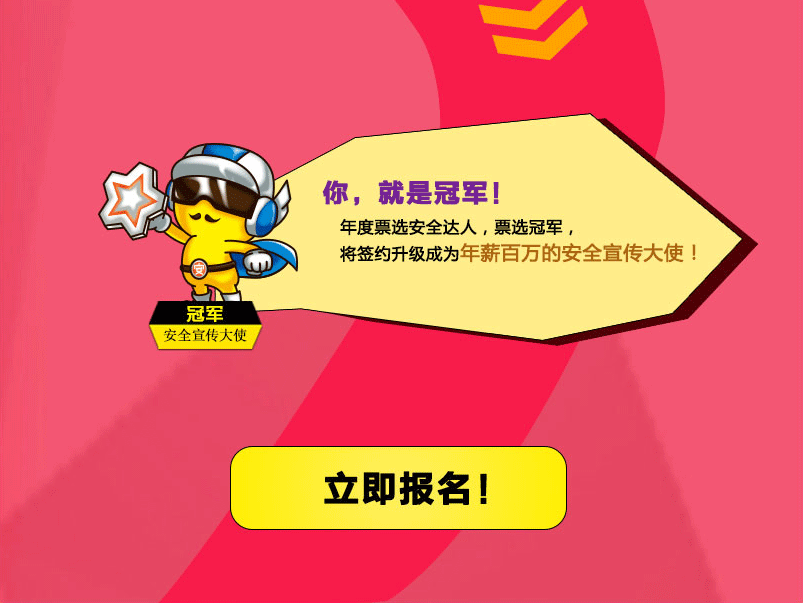 你，就是冠军！
年度票选安全达人，票选冠军，
将签约升级成为年薪百万的安全宣传大使！
安
冠军
安全宣传大使
立即报名！